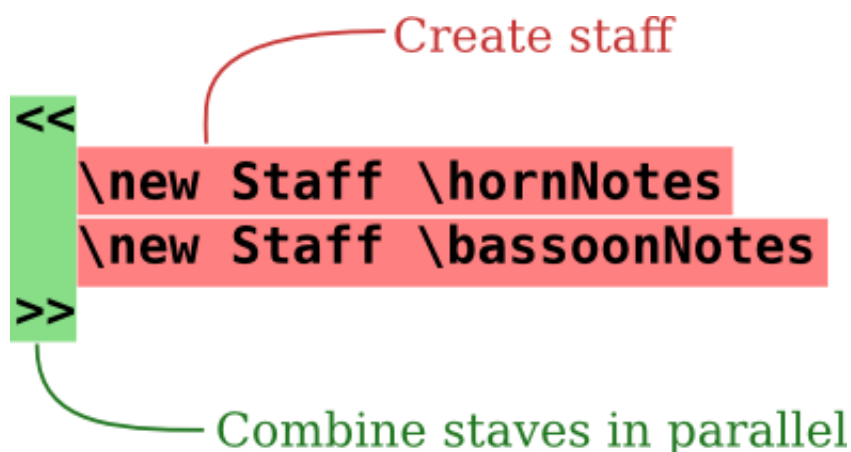 Create staff
<<
\new Staff \hornNotes
\new Staff \bassoonNotes
>>
Combine staves in parallel